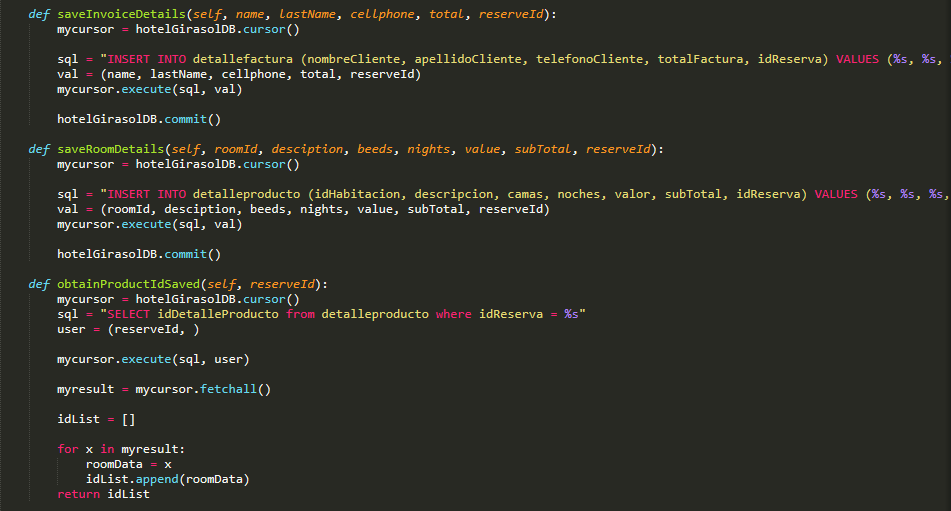 def saveInvoiceDetails(self, name, lastName, cellphone, total, reserveId):
mycursor = hotelGirasolDB.cursor()
sql = "INSERT INTO detallefactura (nombreCliente, apellidoCliente, telefonoCliente, totalFactura, idReserva) VALUES (%s, %s,
val = (name, lastName, cellphone, total, reserveId)
mycursor.execute(sql, val)
hotelGirasolDB.commit()
def saveRoomDetails(self, roomId, desciption, beeds, nights, value, subTotal, reserveId):
mycursor = hotelGirasolDB.cursor()
sql = "INSERT INTO detalleproducto (idHabitacion, descripcion, camas, noches, valor, subTotal, idReserva) VALUES (%s, %s, %s,
val = (roomId, desciption, beeds, nights, value, subTotal, reserveId)
mycursor.execute(sql, val)
hotelGirasolDB.commit()
def obtainProductIdSaved(self, reserveId):
mycursor = hotelGirasolDB.cursor()
sql = "SELECT idDetalleProducto from detalleproducto where idReserva = %s"
user = (reserveId, )
mycursor.execute(sql, user)
myresult = mycursor.fetchall()
idList = []
for x in myresult:
roomData = x
idList.append(roomData)
return idList